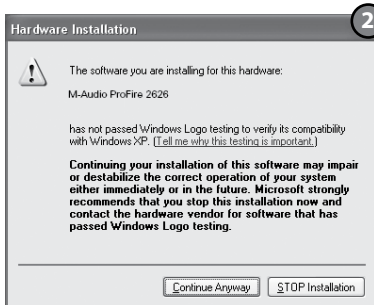 2
Hardware Installation
The software you are installing for this hardware:
M-Audio ProFire 2626
has not passed Windows Logo testing to verify its compatibility
with Windows XP. (Tell me why this testing is important.)
Continuing your installation of this software may impair
or destabilize the correct operation of your system
either immediately or in the future. Microsoft strongly
recommends that you stop this installation now and
contact the hardware vendor for software that has
passed Windows Logo testing.
Continue Anyway STOP Installation